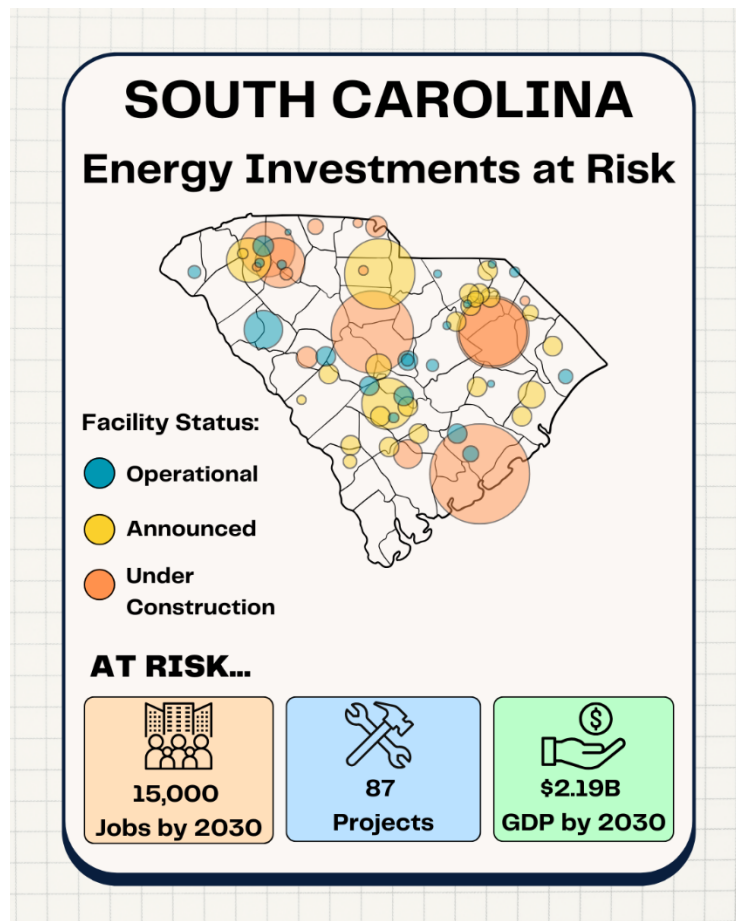 SOUTH CAROLINA
Energy Investments at Risk
Facility Status:
Operational
Announced
Under
Construction
AT RISK...
15,000
Jobs by 2030
87
Projects
$
$2.19B
GDP by 2030